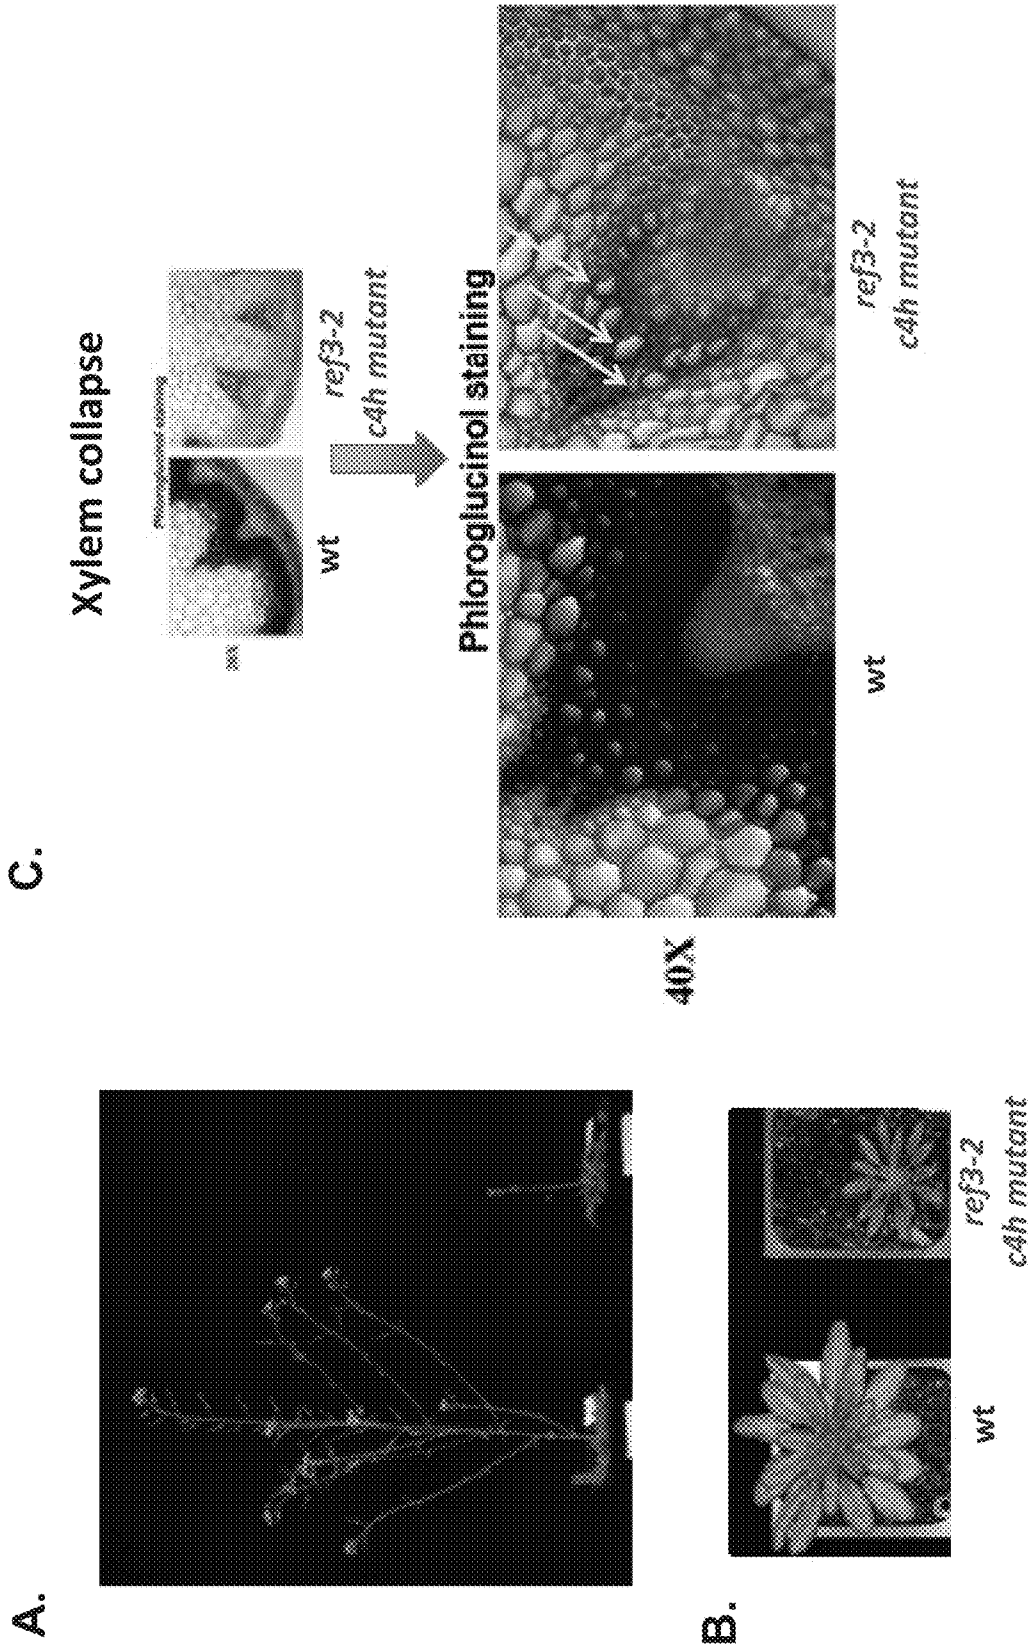 A.
B.
wt
ref3-2
c4h mutant
C.
Xylem collapse
wt
ref3-2
c4h mutant
Phloroglucinol staining
40X
wt
ref3-2
c4h mutant